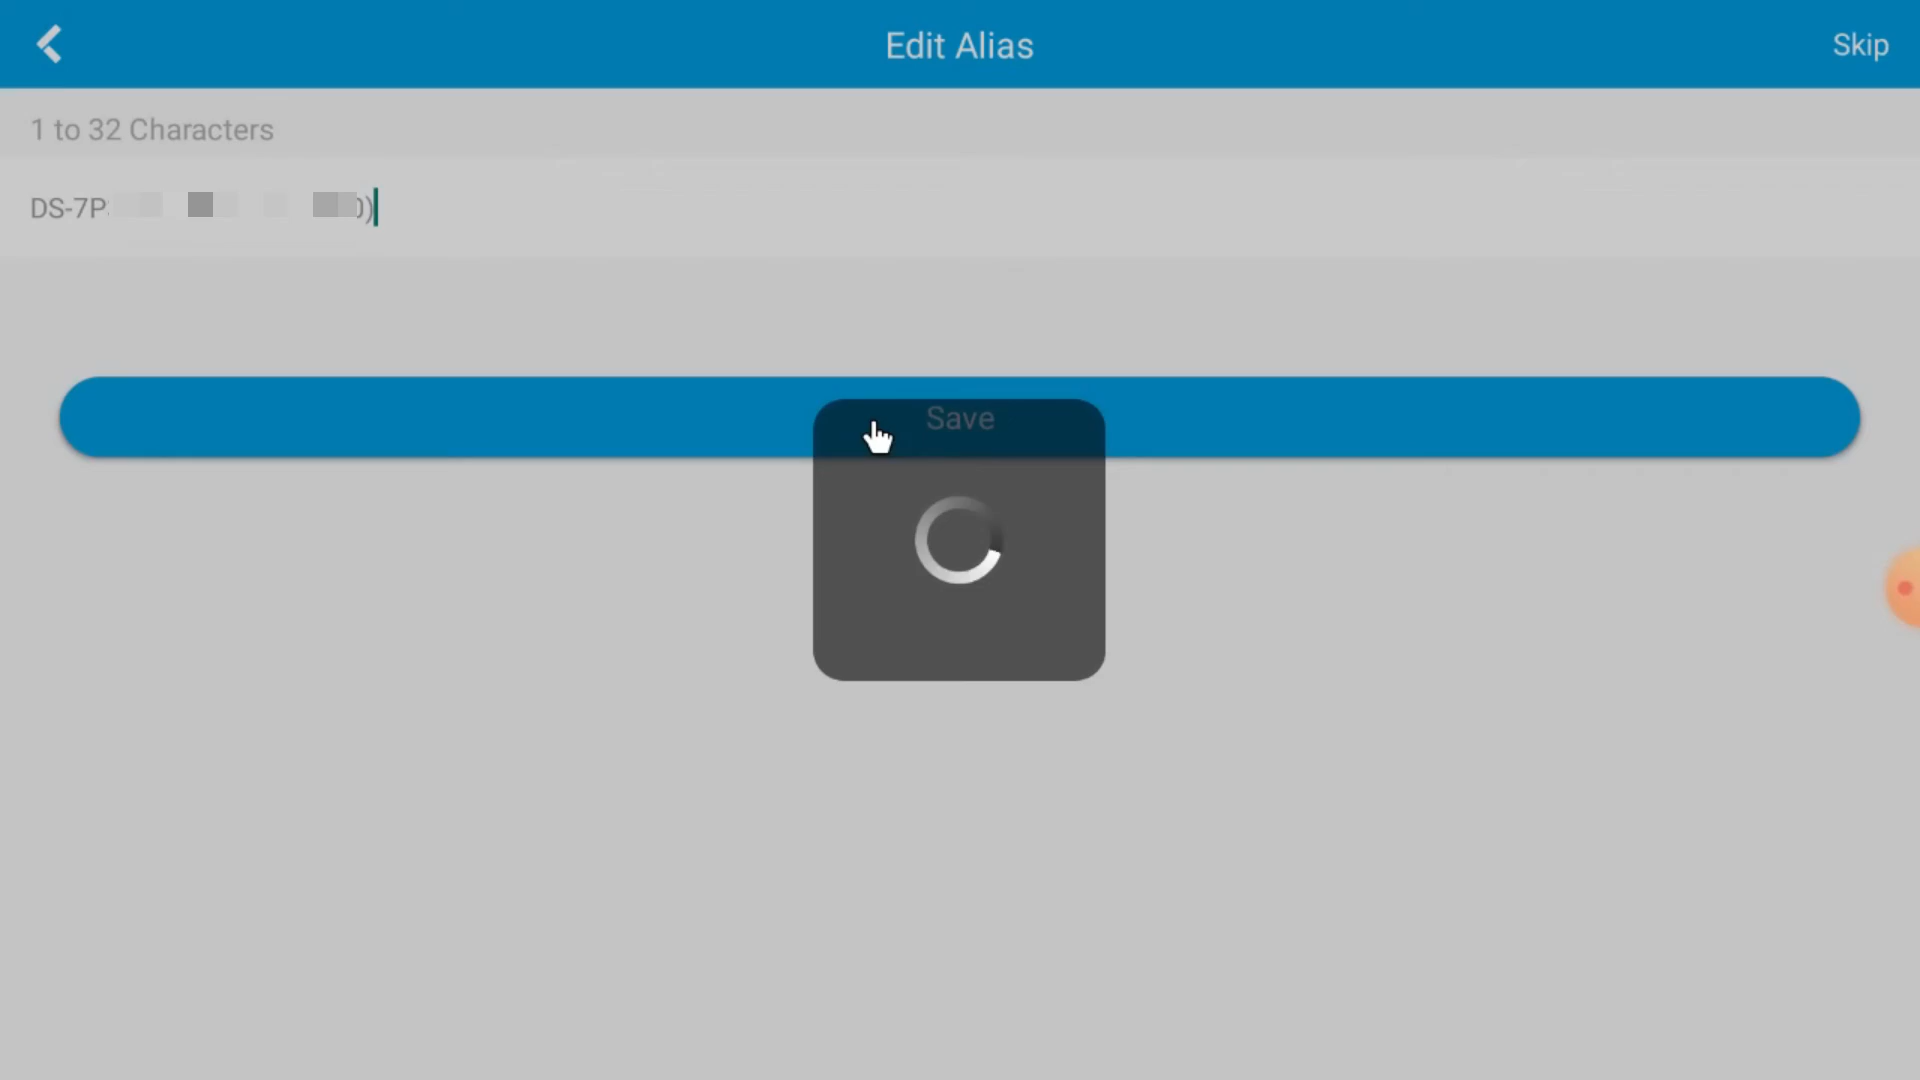 Edit Alias
Skip
1 to 32 Characters
DS-7P
Save